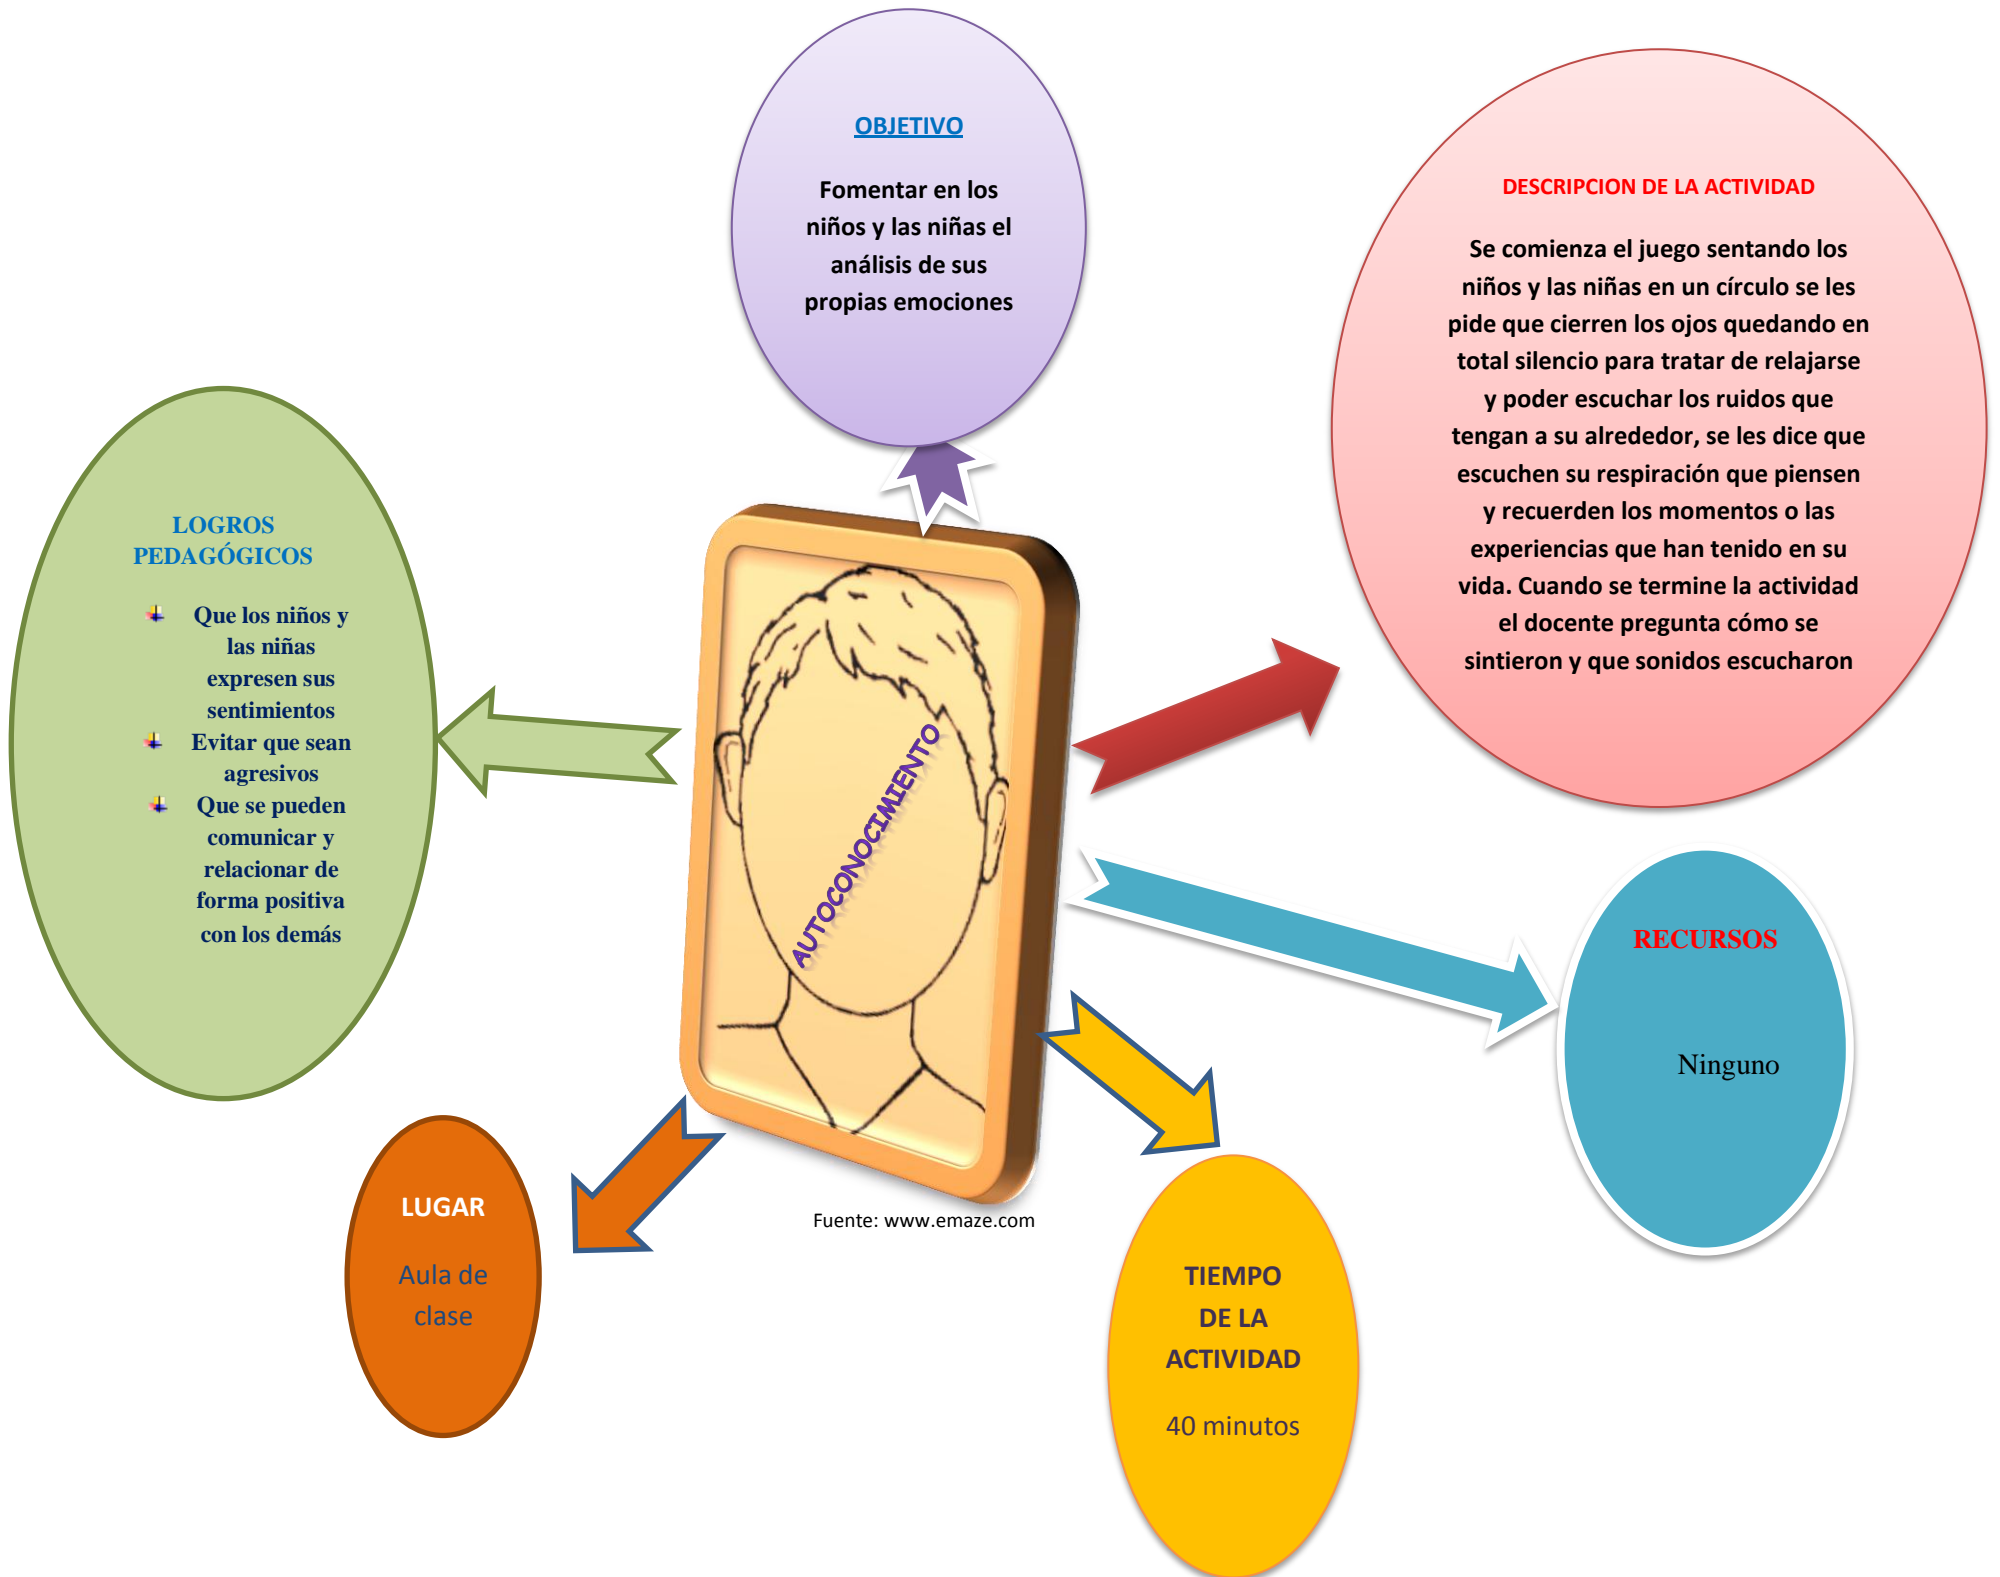 OBJETIVO
Fomentar en los
niños y las niñas el
análisis de sus
propias emociones
DESCRIPCION DE LA ACTIVIDAD
Se comienza el juego sentando los
niños y las niñas en un círculo se les
pide que cierren los ojos quedando en
total silencio para tratar de relajarse
y poder escuchar los ruidos que
tengan a su alrededor, se les dice que
escuchen su respiración que piensen
y recuerden los momentos o las
experiencias que han tenido en su
vida. Cuando se termine la actividad
el docente pregunta cómo se
sintieron y que sonidos escucharon
LOGROS
PEDAGÓGICOS
Que los niños y
las niñas
expresen sus
sentimientos
Evitar que sean
agresivos
Que se pueden
comunicar y
relacionar de
forma positiva
con los demás
AUTOCONOCIMIENTO
RECURSOS
Ninguno
LUGAR
Aula de
clase
Fuente: www.emaze.com
TIEMPO
DE LA
ACTIVIDAD
40 minutos